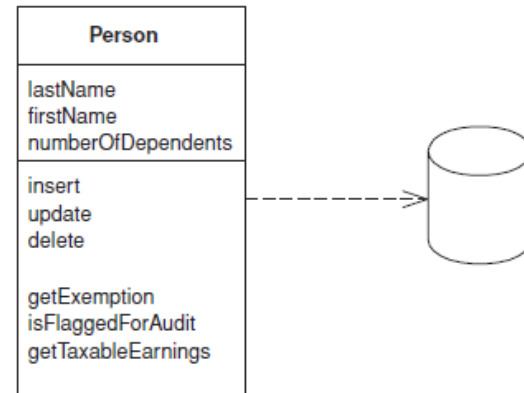 Person
lastName
firstName
numberOfDependents
insert
update
delete
getExemption
isFlaggedForAudit
getTaxableEarnings